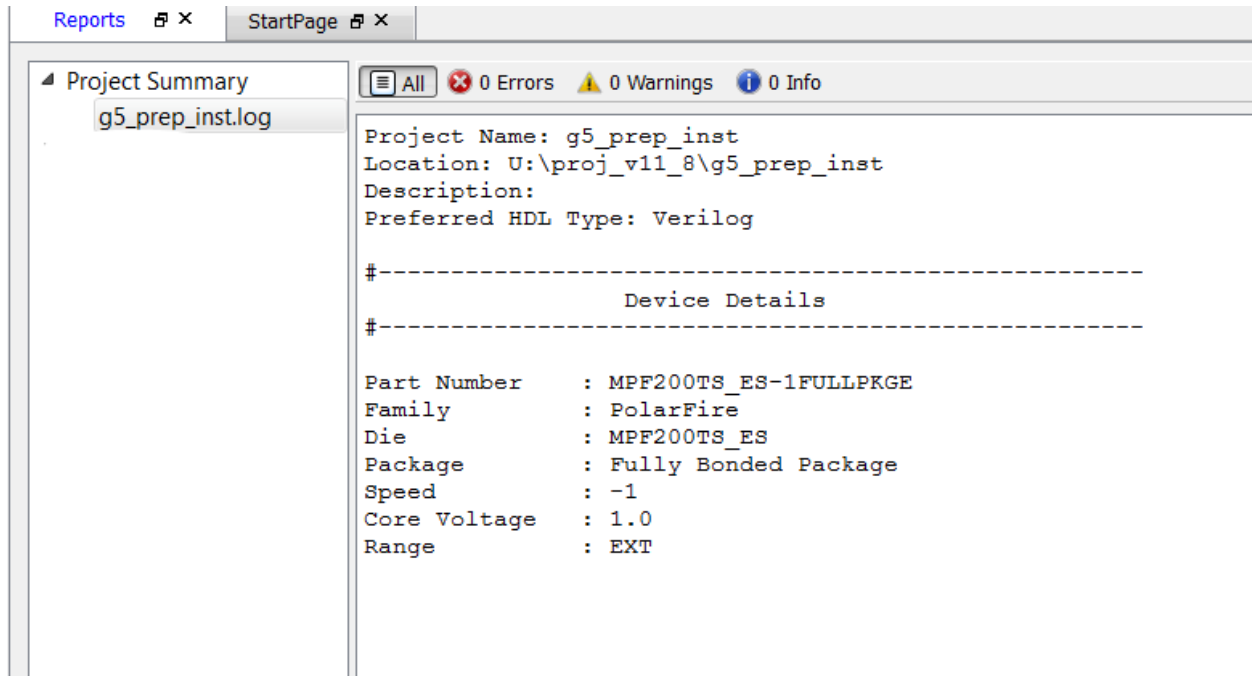 Reports
StartPage
Project Summary
g5_prep_inst.log
All 0 Errors 0 Warnings 0 Info
Project Name: g5_prep_inst
Location: U:\proj_v11_8\g5_prep_inst
Description:
Preferred HDL Type: Verilog
#-----------------------------------------------------
Device Details
#-----------------------------------------------------
Part Number : MPF200TS_ES-1FULLPKGE
Family : PolarFire
Die : MPF200TS_ES
Package : Fully Bonded Package
Speed : -1
Core Voltage : 1.0
Range : EXT